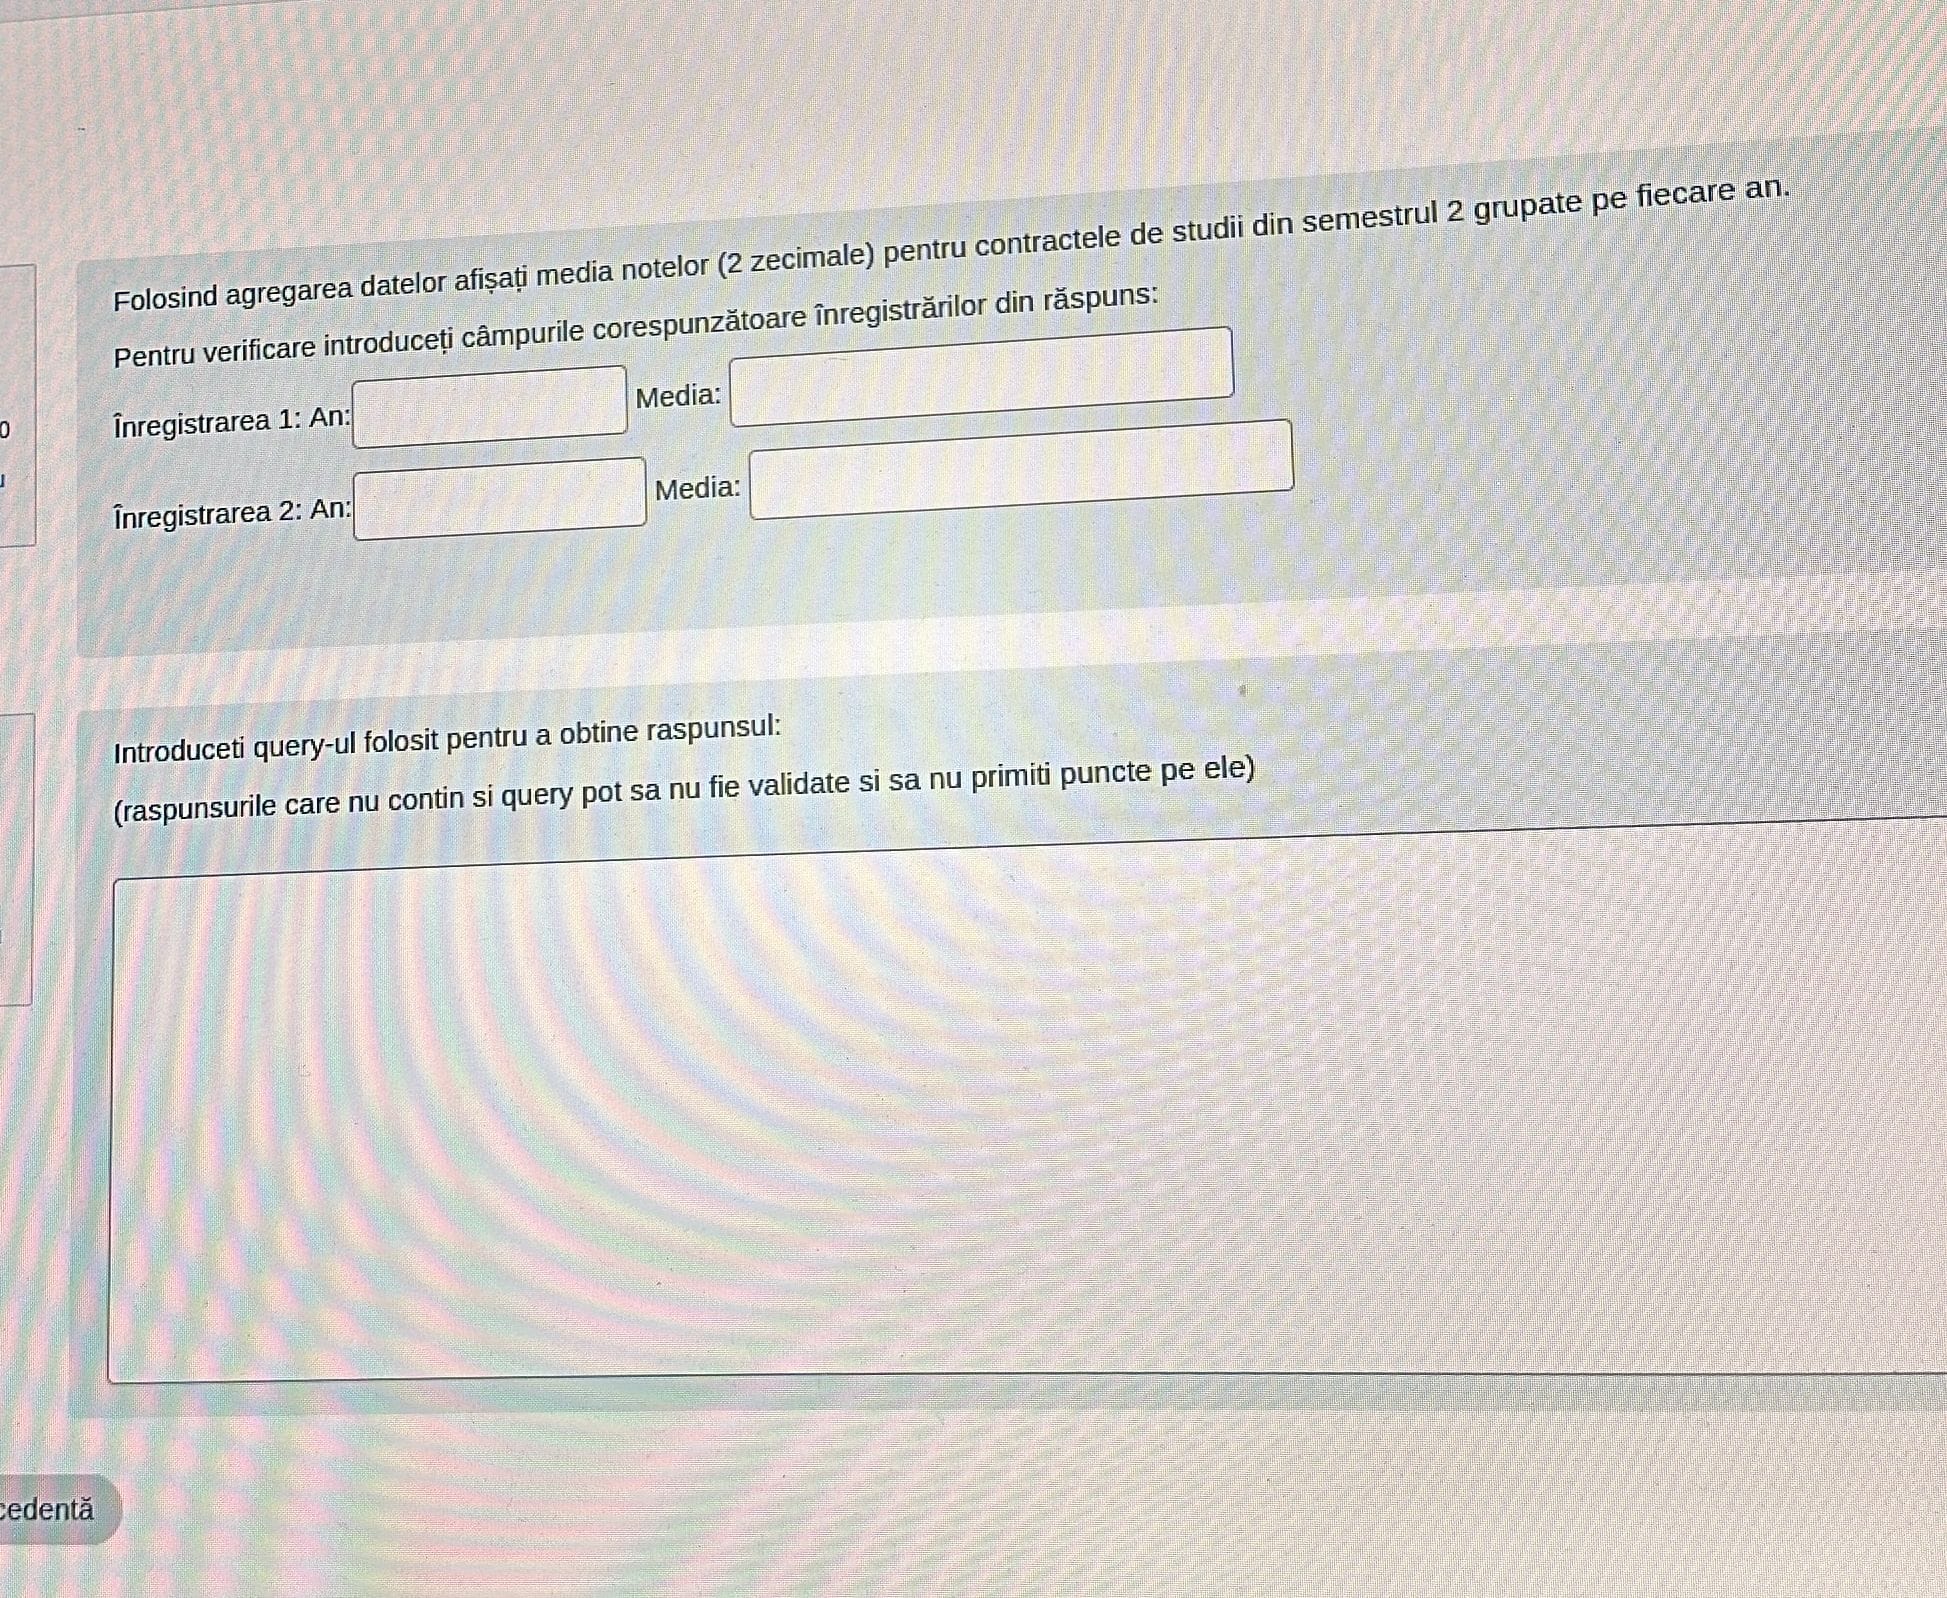 Folosind agregarea datelor afișați media notelor (2 zecimale) pentru contractele de studii din semestrul 2 grupate pe fiecare an.
Pentru verificare introduceți câmpurile corespunzătoare înregistrărilor din răspuns:
Înregistrarea 1: An: Media:
Înregistrarea 2: An: Media:
Introduceti query-ul folosit pentru a obtine raspunsul:
(raspunsurile care nu contin si query pot sa nu fie validate si sa nu primiti puncte pe ele)
cedentă